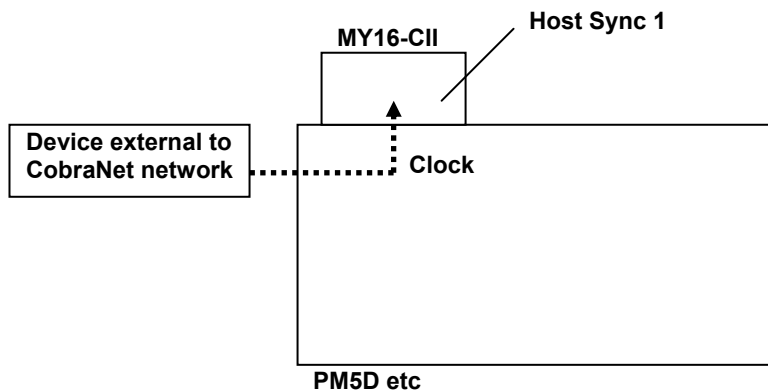 Host Sync 1
MY16-CII
Device external to
CobraNet network
Clock
PM5D etc